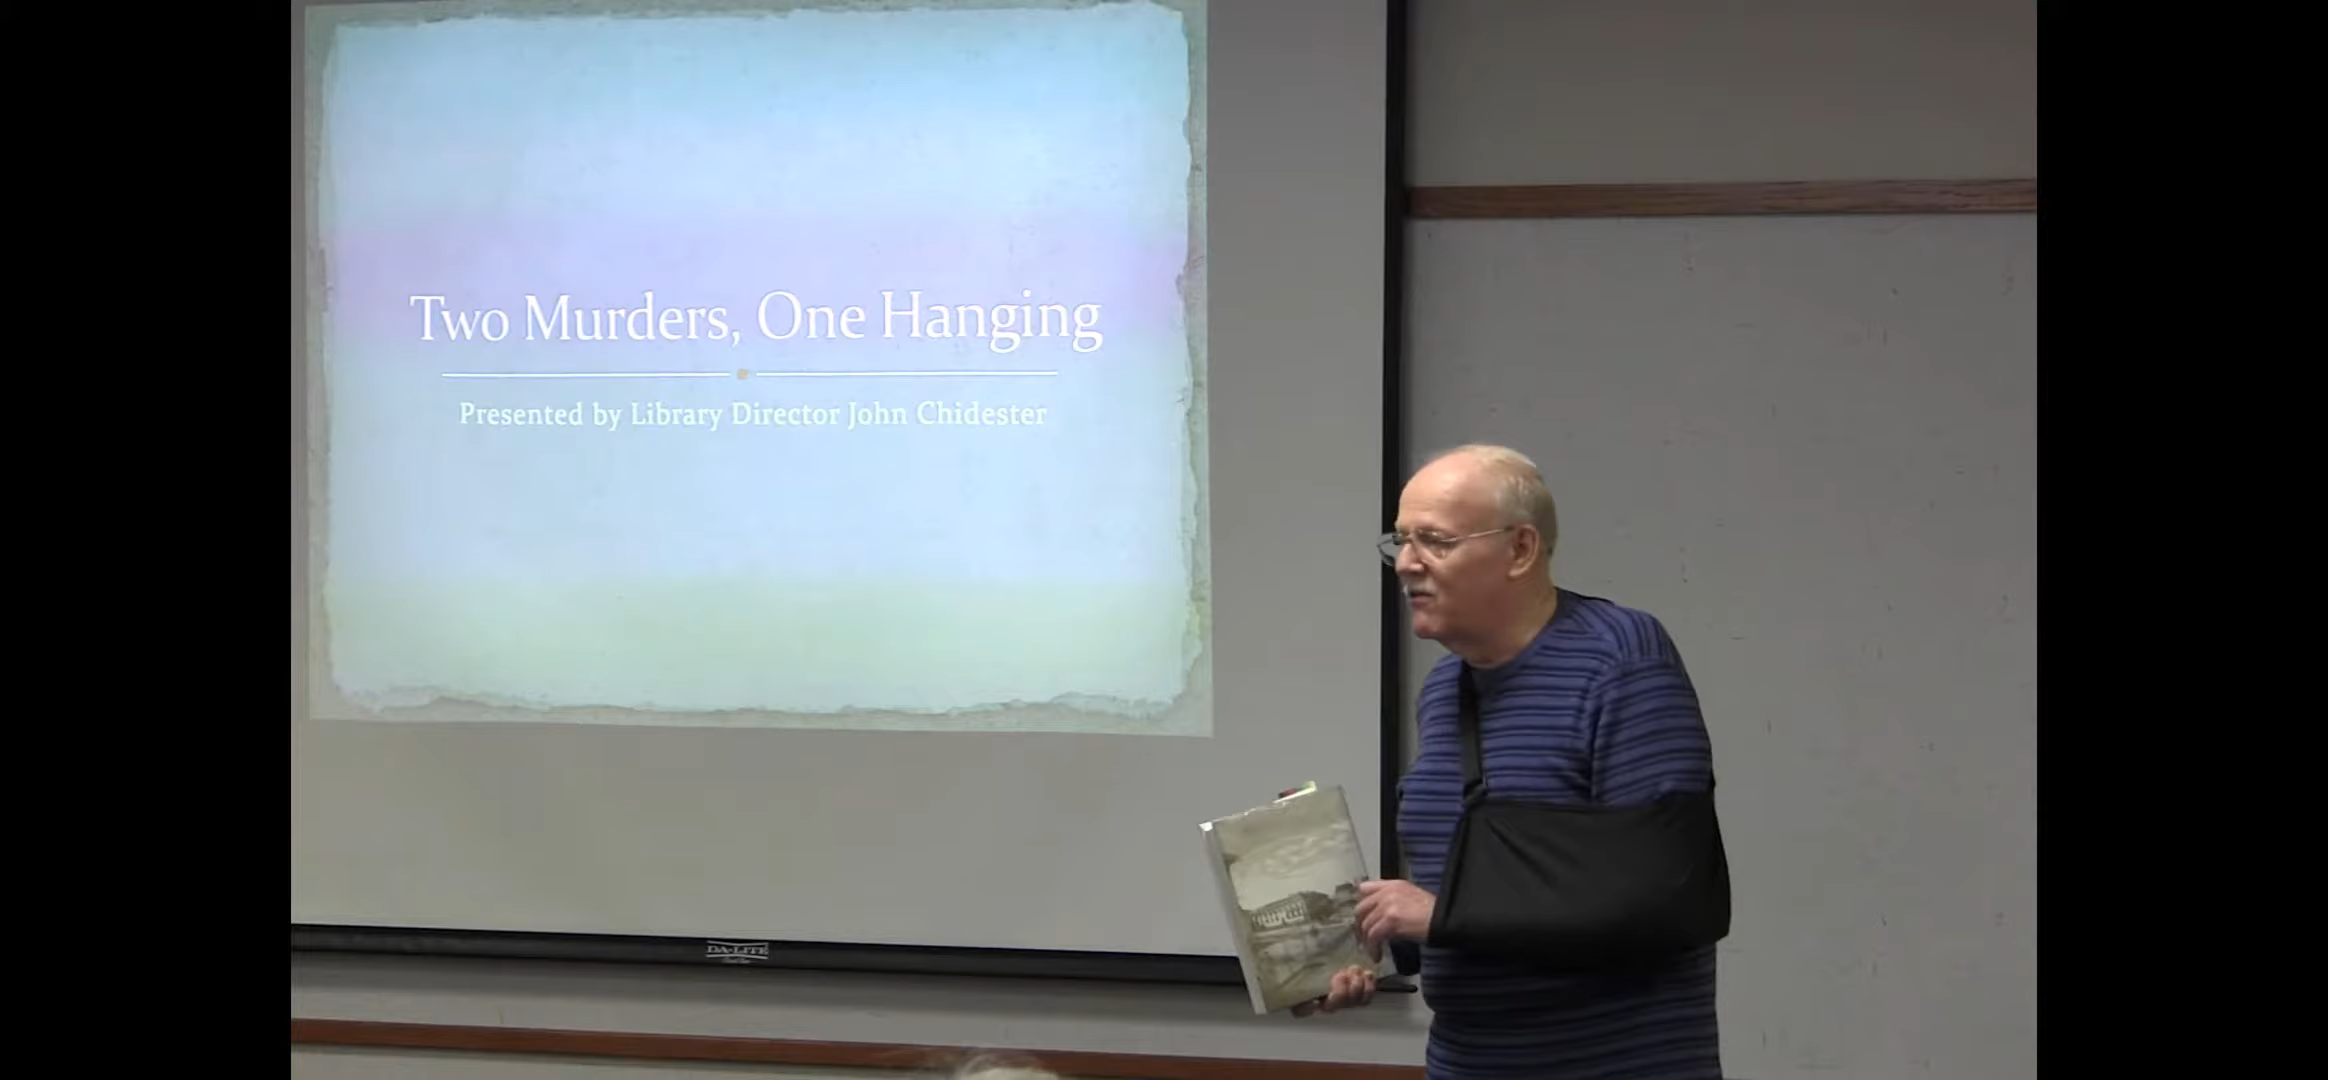 Two Murders, One Hanging
Presented by Library Director John Chidester
DA-LITE